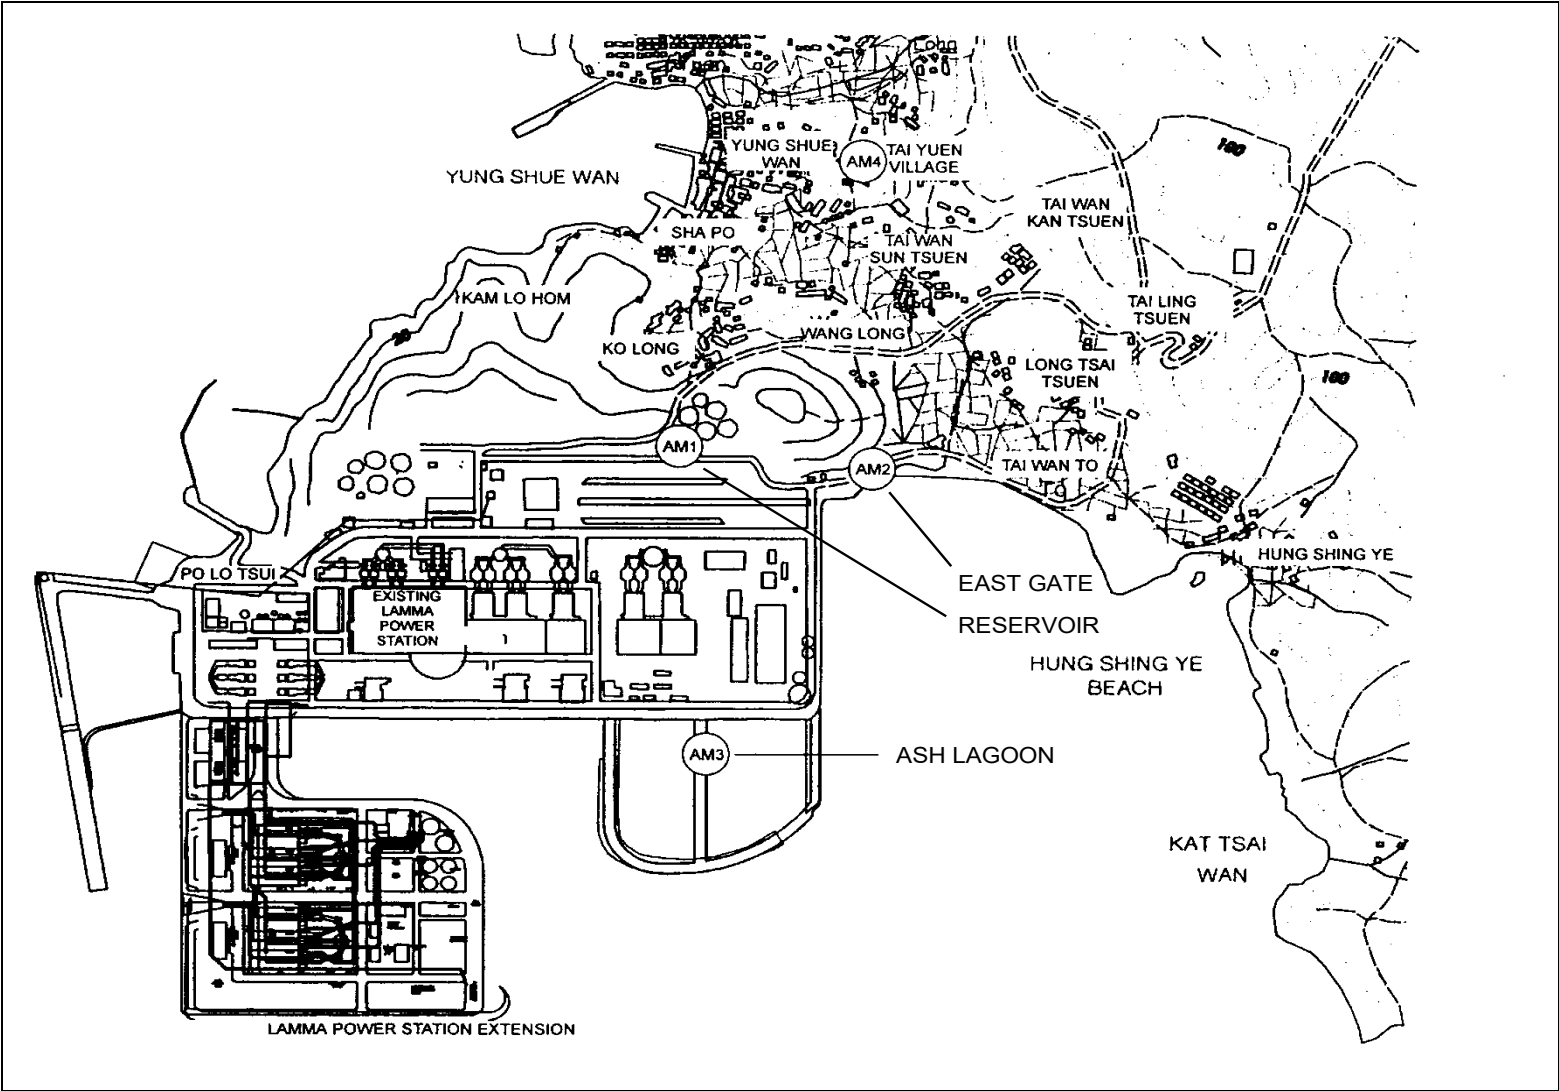 Long
YUNG SHUE
WAN
AM4
TAI YUEN
VILLAGE
100
YUNG SHUE WAN
TAI WAN
KAN TSUEN
SHA PO
TAI WAN
SUN TSUEN
KAM LO HOM
TAI LING
TSUEN
20
WANG LONG
KO LONG
LONG TSAI
TSUEN
100
AM1
AM2
TAI WAN TO
PO LO TSUI
HUNG SHING YE
EXISTING
LAMMA
POWER
STATION
EAST GATE
RESERVOIR
HUNG SHING YE
BEACH
AM3
ASH LAGOON
KAT TSAI
WAN
LAMMA POWER STATION EXTENSION